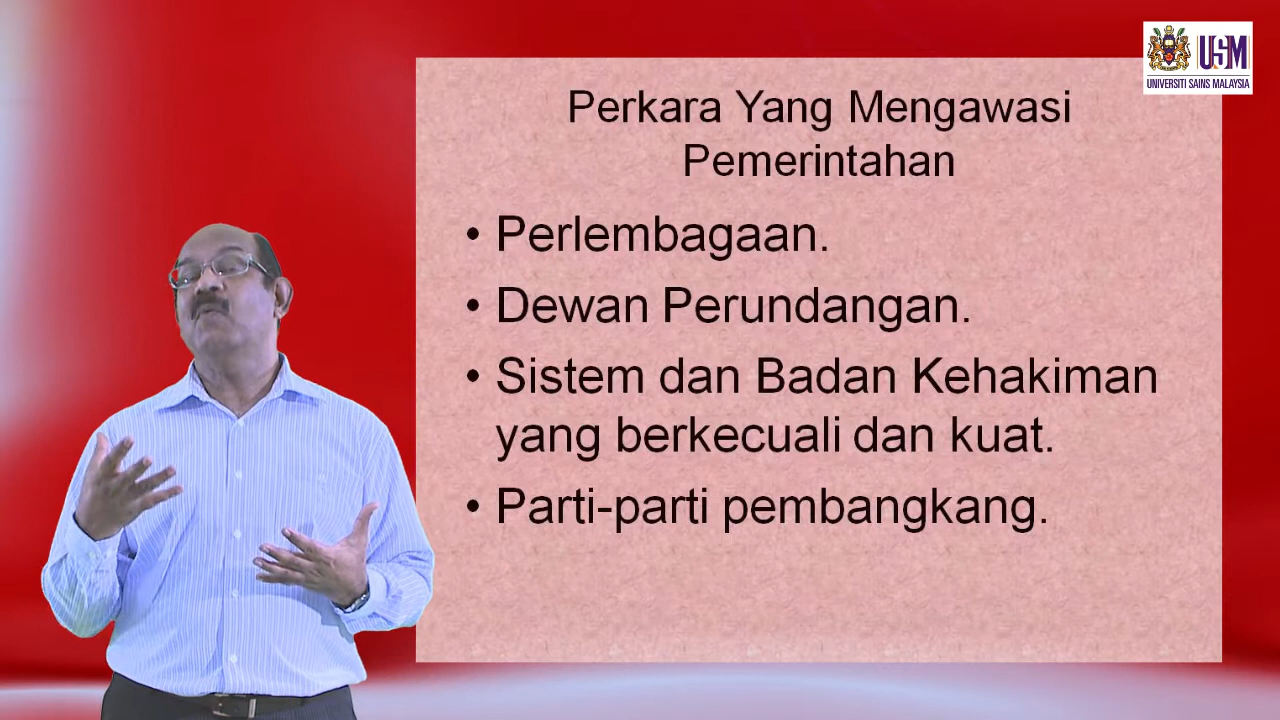 USM
UNIVERSITI SAINS MALAYSIA
Perkara Yang Mengawasi
Pemerintahan
• Perlembagaan.
• Dewan Perundangan.
• Sistem dan Badan Kehakiman
yang berkecuali dan kuat.
• Parti-parti pembangkang.